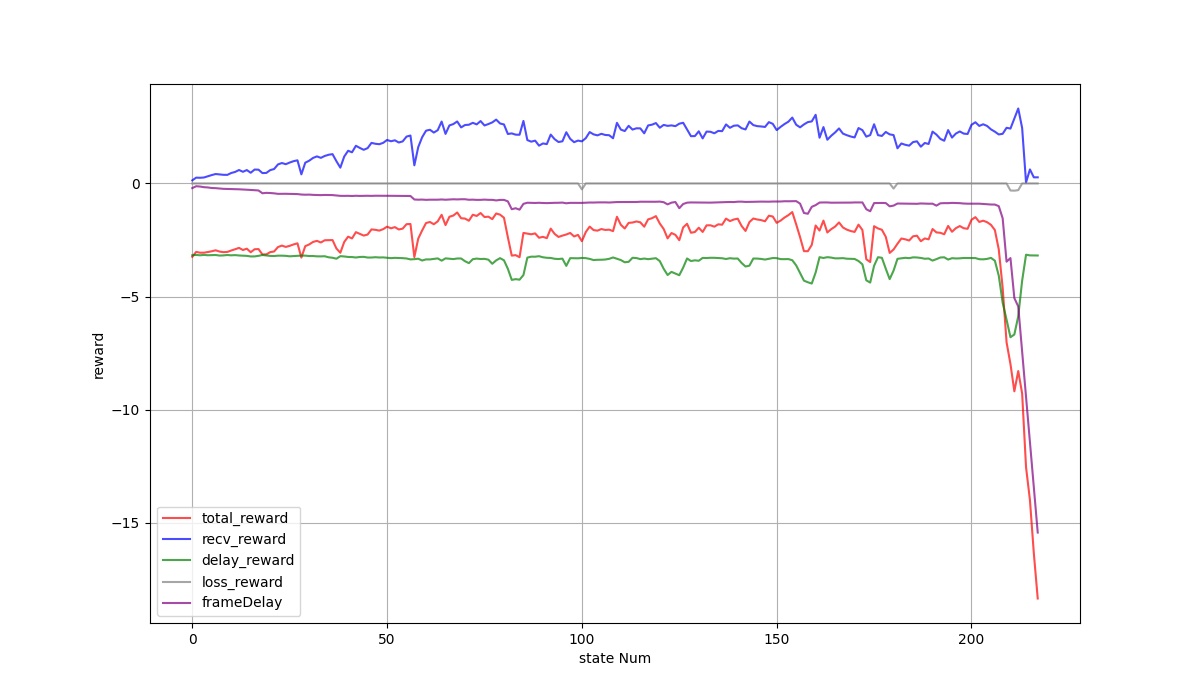 0
−5
−10
−15
reward
total_reward
recv_reward
delay_reward
loss_reward
frameDelay
0 50 100 150 200
state Num